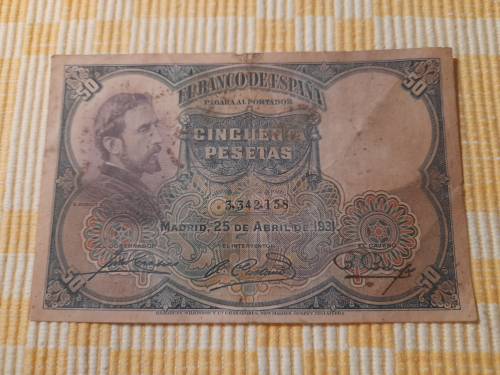 50 50
EL BANCO DE ESPAÑA
PAGARÁ AL PORTADOR
CINCUENTA
PESETAS
3,342,158
MADRID, 25 DE ABRIL DE 1931
EL GOBERNADOR EL INTERVENTOR EL CAJERO
50 50